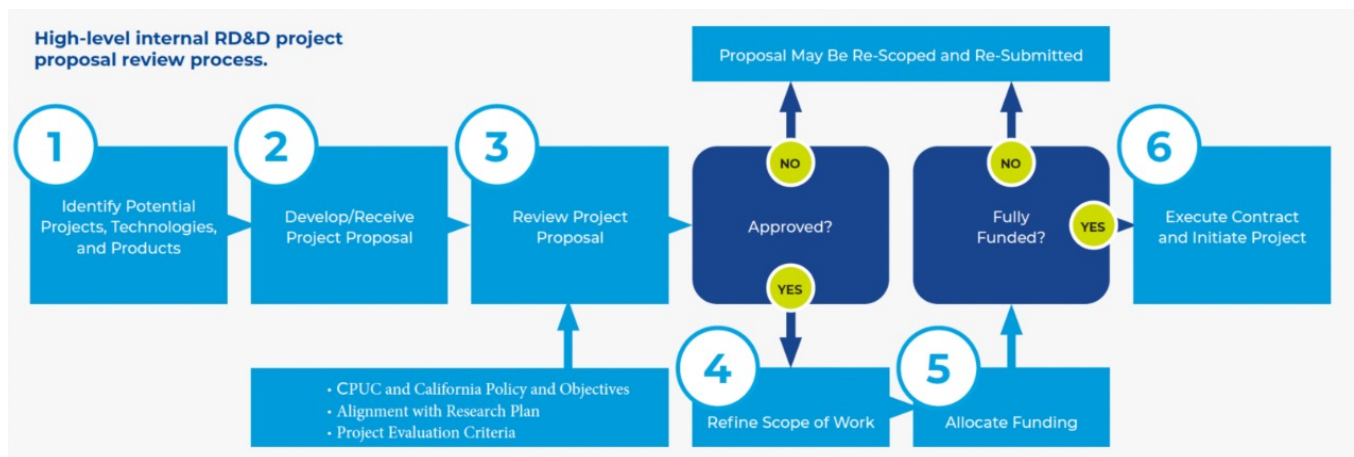 High-level internal RD&D project
proposal review process.
Proposal May Be Re-Scoped and Re-Submitted
1
2
3
6
NO
NO
Identify Potential
Projects, Technologies,
and Products
Develop/Receive
Project Proposal
Review Project
Proposal
Approved?
Fully
Funded?
YES
Execute Contract
and Initiate Project
YES
• CPUC and California Policy and Objectives
• Alignment with Research Plan
• Project Evaluation Criteria
4
5
Refine Scope of Work
Allocate Funding